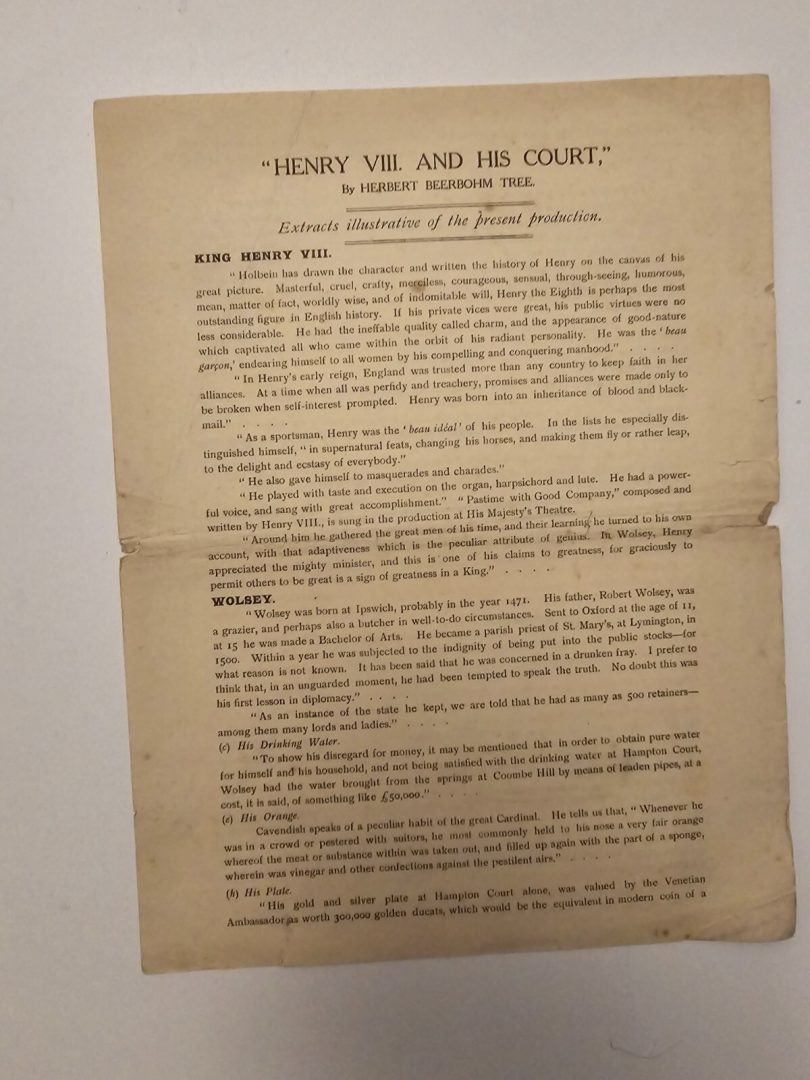 "HENRY VIII. AND HIS COURT,"
By HERBERT BEERBOHM TREE.
Extracts illustrative of the present production.
KING HENRY VIII.
"Holbein has drawn the character and written the history of Henry on the canvas of his
great picture. Masterful, cruel, crafty, merciless, courageous, sensual, through-seeing, humorous,
mean, matter of fact, worldly wise, and of indomitable will, Henry the Eighth is perhaps the most
outstanding figure in English history. If his private vices were great, his public virtues were no
less considerable. He had the ineffable quality called charm, and the appearance of good-nature
which captivated all who came within the orbit of his radiant personality. He was the 'beau
garçon,' endearing himself to all women by his compelling and conquering manhood." . . . .
"In Henry's early reign, England was trusted more than any country to keep faith in her
alliances. At a time when all was perfidy and treachery, promises and alliances were made only to
be broken when self-interest prompted. Henry was born into an inheritance of blood and black-
mail." . . . .
"As a sportsman, Henry was the 'beau idéal' of his people. In the lists he especially dis-
tinguished himself, "in supernatural feats, changing his horses, and making them fly or rather leap,
to the delight and ecstasy of everybody."
"He also gave himself to masquerades and charades."
"He played with taste and execution on the organ, harpsichord and lute. He had a power-
ful voice, and sang with great accomplishment." "Pastime with Good Company," composed and
written by Henry VIII., is sung in the production at His Majesty's Theatre.
"Around him he gathered the great men of his time, and their learning he turned to his own
account, with that adaptiveness which is the peculiar attribute of genius. In Wolsey, Henry
appreciated the mighty minister, and this is one of his claims to greatness, for graciously to
permit others to be great is a sign of greatness in a King." . . . .
WOLSEY.
"Wolsey was born at Ipswich, probably in the year 1471. His father, Robert Wolsey, was
a grazier, and perhaps also a butcher in well-to-do circumstances. Sent to Oxford at the age of 11,
at 15 he was made a Bachelor of Arts. He became a parish priest of St. Mary's, at Lymington, in
1500. Within a year he was subjected to the indignity of being put into the public stocks—for
what reason is not known. It has been said that he was concerned in a drunken fray. I prefer to
think that, in an unguarded moment, he had been tempted to speak the truth. No doubt this was
his first lesson in diplomacy." . . . .
"As an instance of the state he kept, we are told that he had as many as 500 retainers—
among them many lords and ladies." . . . .
(c) His Drinking Water.
"To show his disregard for money, it may be mentioned that in order to obtain pure water
for himself and his household, and not being satisfied with the drinking water at Hampton Court,
Wolsey had the water brought from the springs at Coombe Hill by means of leaden pipes, at a
cost, it is said, of something like £50,000." . . . .
(e) His Orange.
Cavendish speaks of a peculiar habit of the great Cardinal. He tells us that, "Whenever he
was in a crowd or pestered with suitors, he most commonly held to his nose a very fair orange
whereof the meat or substance within was taken out, and filled up again with the part of a sponge,
wherein was vinegar and other confections against the pestilent airs." . . . .
(h) His Plate.
"His gold and silver plate at Hampton Court alone, was valued by the Venetian
Ambassador as worth 300,000 golden ducats, which would be the equivalent in modern coin of a